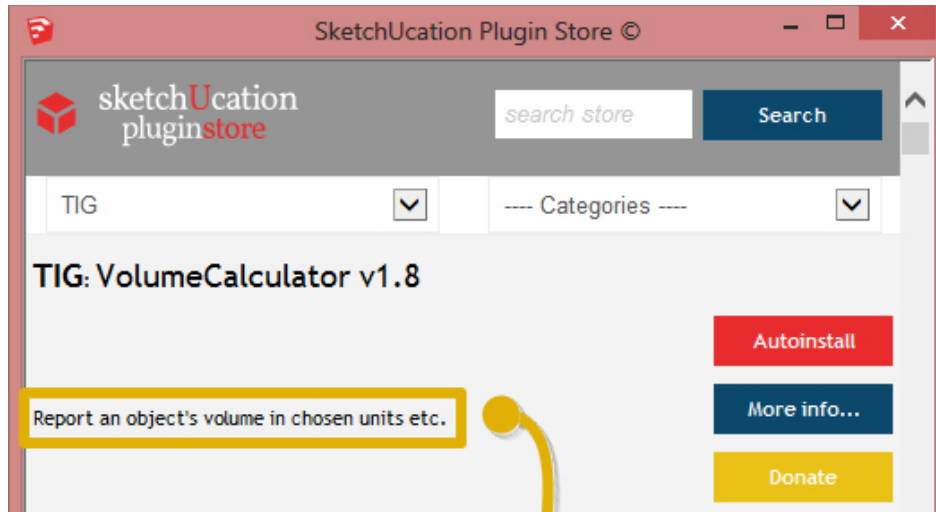 SketchUcation Plugin Store ©
sketchUcation
pluginstore
search store
Search
TIG
---- Categories ----
TIG: VolumeCalculator v1.8
Autoinstall
Report an object's volume in chosen units etc.
More info...
Donate